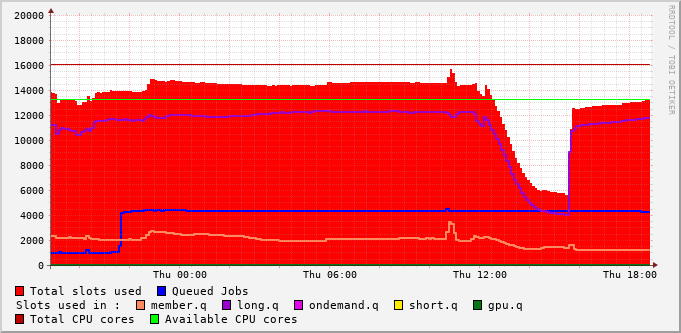 RRDTOOL / TOBI OETIKER
20000
18000
16000
14000
12000
10000
8000
6000
4000
2000
0
Thu 00:00 Thu 06:00 Thu 12:00 Thu 18:00
Total slots used Queued Jobs
Slots used in : member.q long.q ondemand.q short.q gpu.q
Total CPU cores Available CPU cores